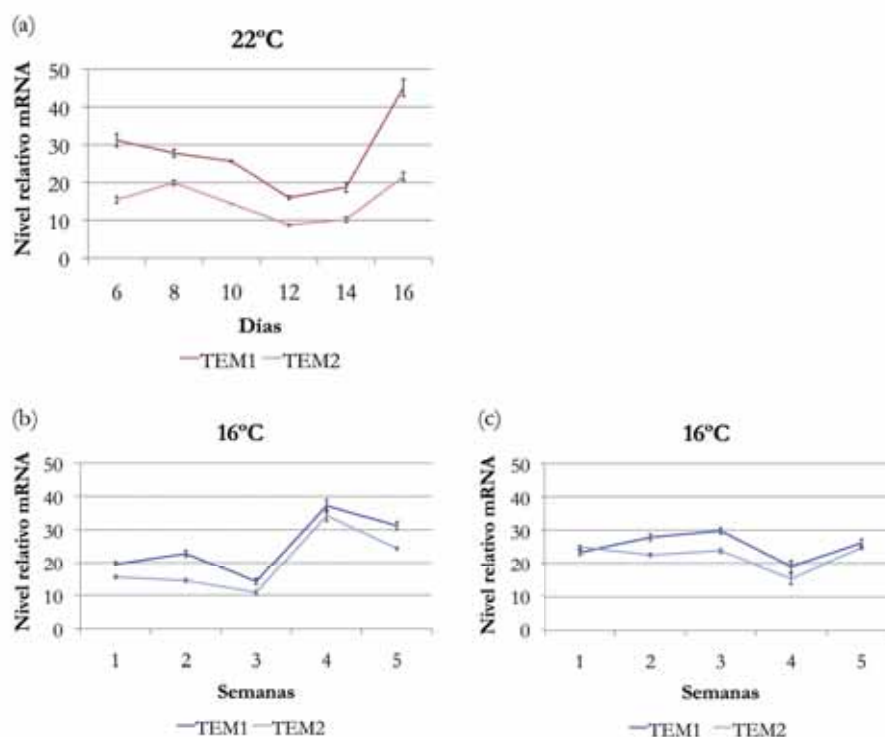 (a)
22ºC
Nivel relativo mRNA
50
40
30
20
10
0
6 8 10 12 14 16
Días
TEM1 TEM2
(b)
16ºC
Nivel relativo mRNA
50
40
30
20
10
0
1 2 3 4 5
Semanas
TEM1 TEM2
(c)
16ºC
Nivel relativo mRNA
50
40
30
20
10
0
1 2 3 4 5
Semanas
TEM1 TEM2